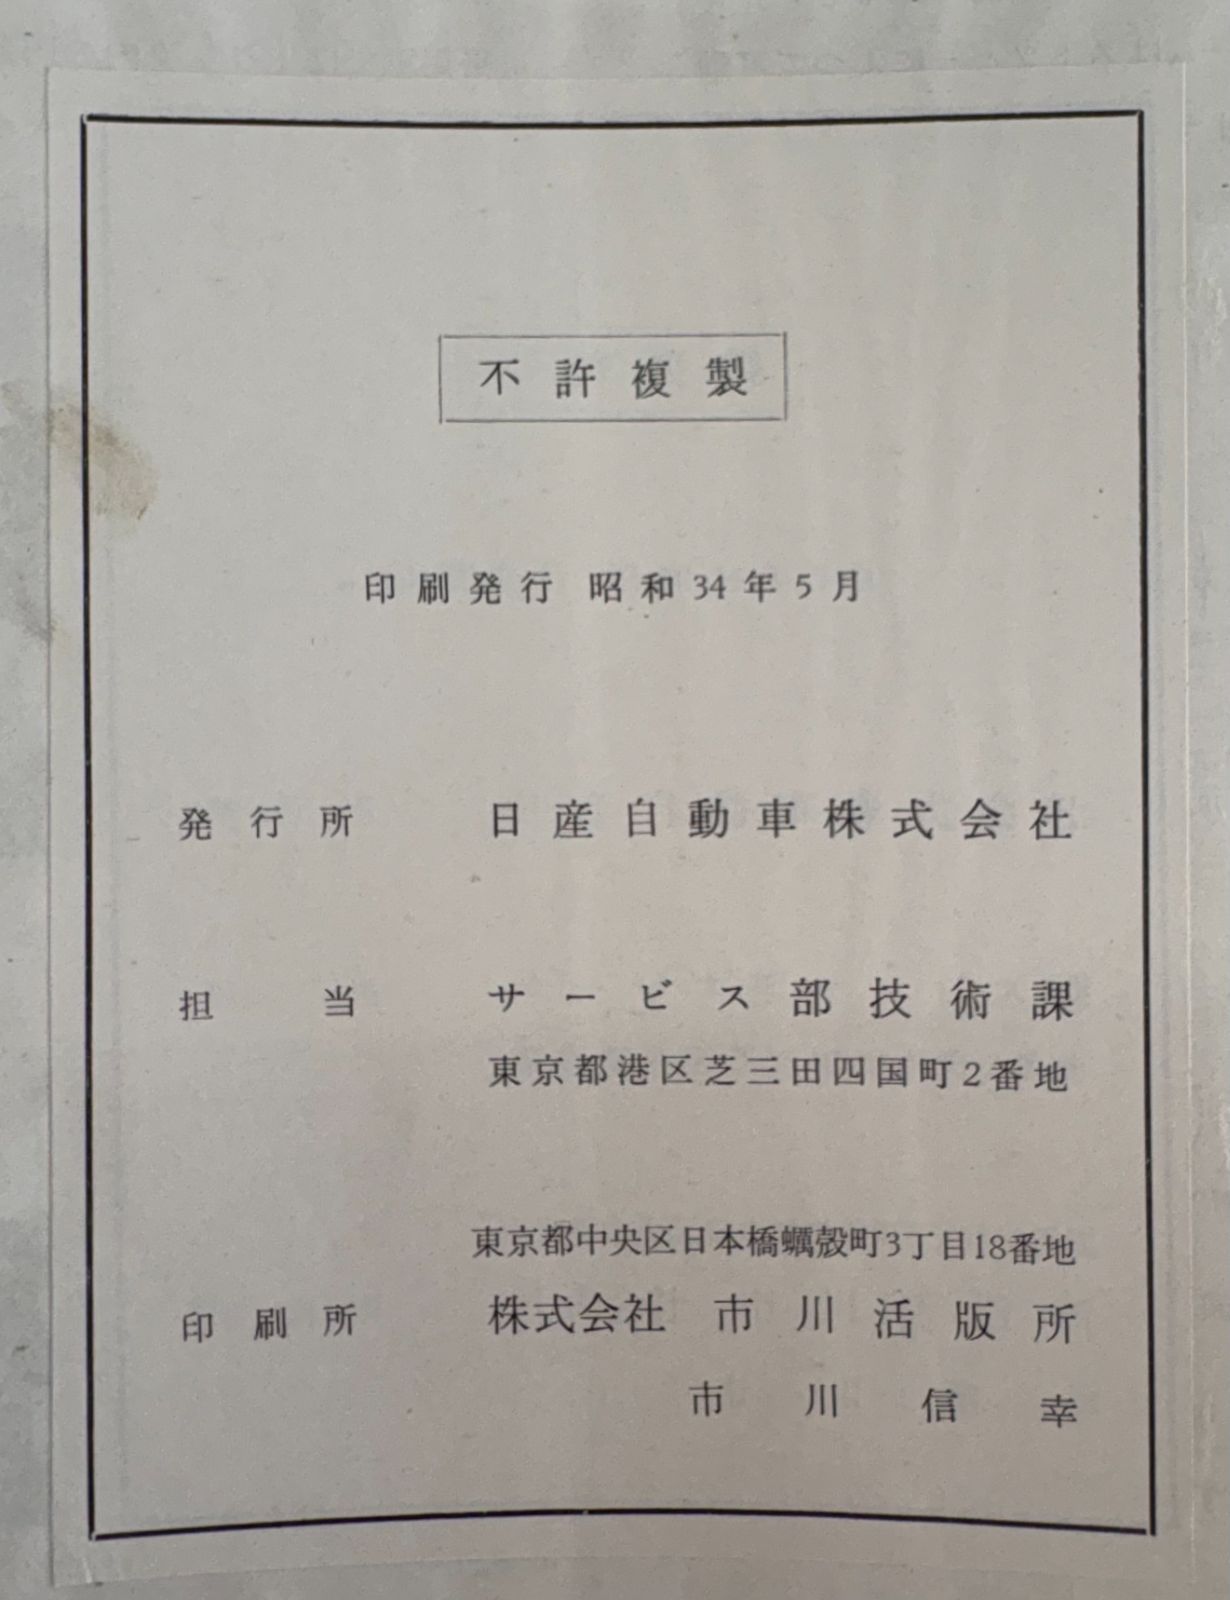 不許複製
印刷発行 昭和34年5月
発行所 日産自動車株式会社
担当 サービス部技術課
東京都港区芝三田四国町2番地
東京都中央区日本橋蠣殻町3丁目18番地
印刷所 株式会社 市川活版所
市川信幸